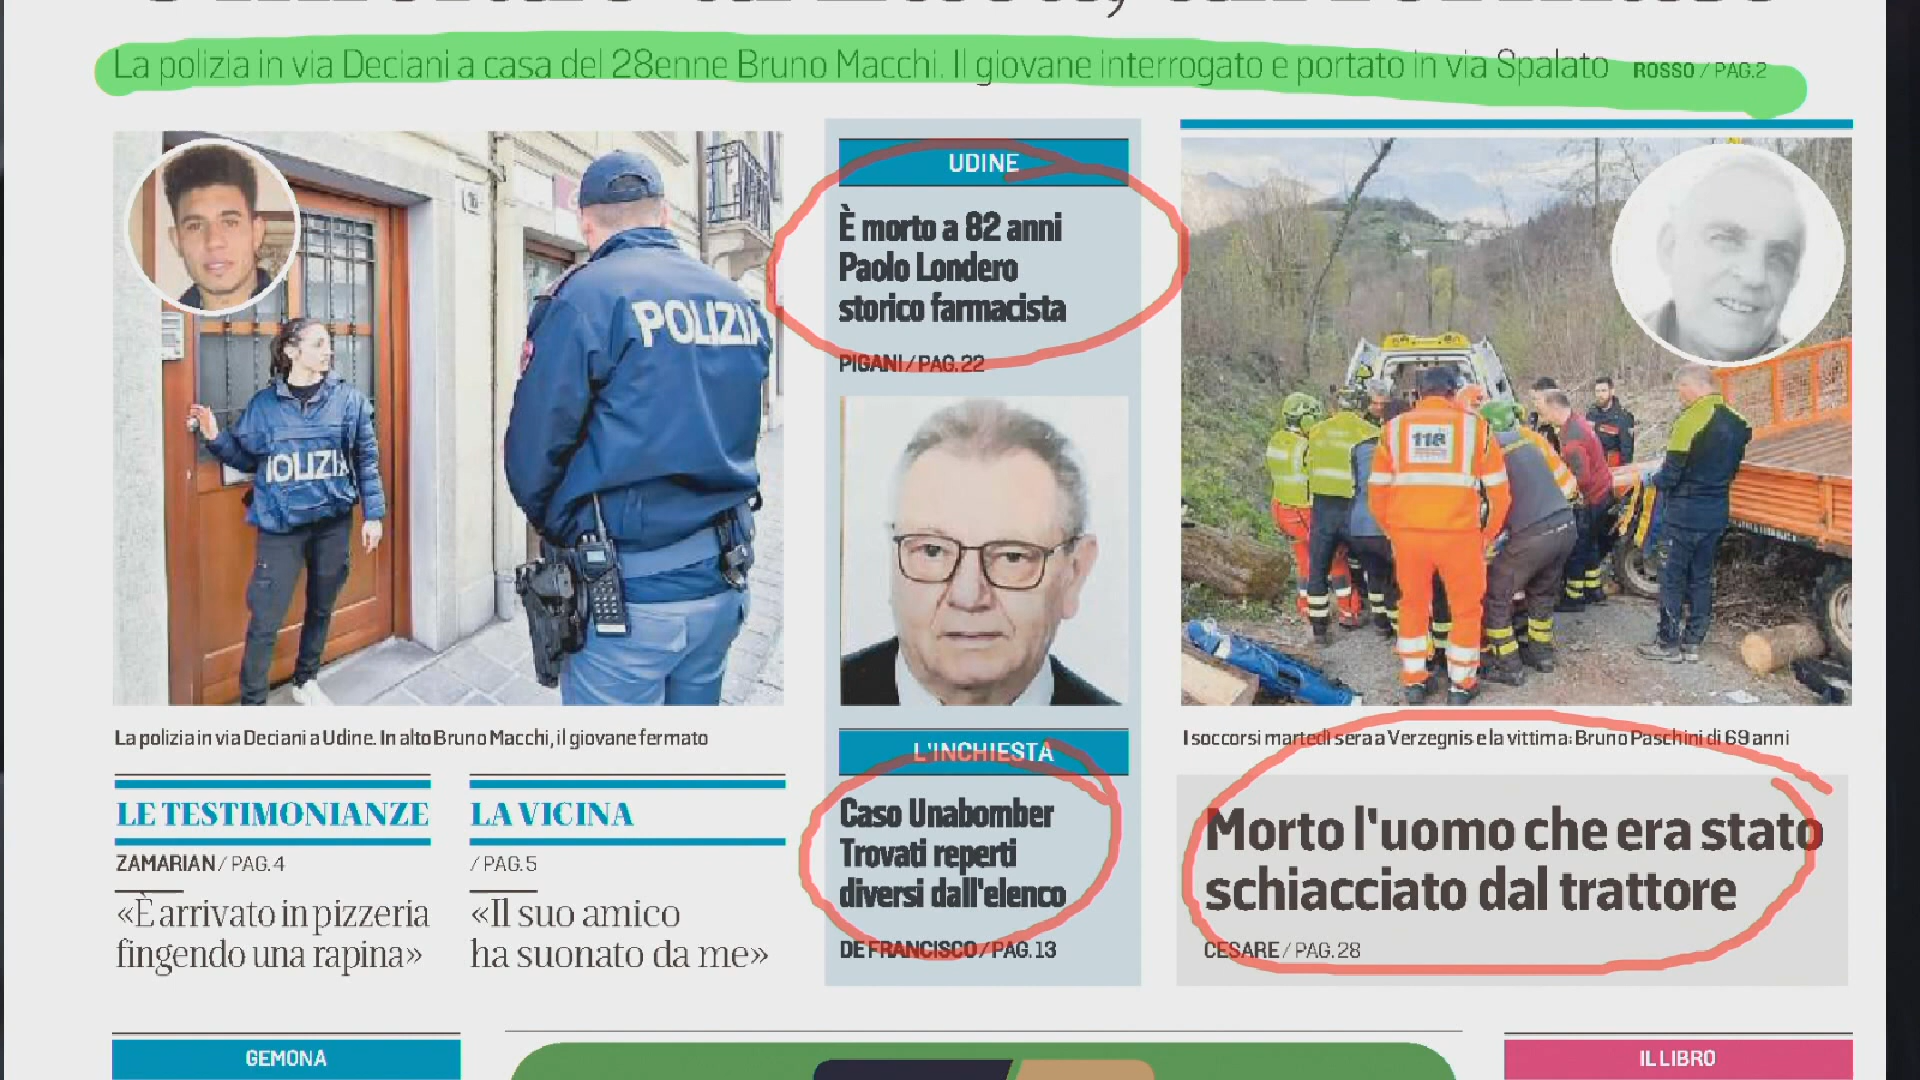 La polizia in via Deciani a casa del 28enne Bruno Macchi. Il giovane interrogato e portato in via Spalato ROSSO / PAG.2
POLIZIA
POLIZIA
La polizia in via Deciani a Udine. In alto Bruno Macchi, il giovane fermato
LE TESTIMONIANZE
ZAMARIAN / PAG. 4
«È arrivato in pizzeria
fingendo una rapina»
LA VICINA
/ PAG. 5
«Il suo amico
ha suonato da me»
UDINE
È morto a 82 anni
Paolo Londero
storico farmacista
PIGANI / PAG. 22
L'INCHIESTA
Caso Unabomber
Trovati reperti
diversi dall'elenco
DE FRANCISCO / PAG. 13
118
I soccorsi martedì sera a Verzegnis e la vittima: Bruno Paschini di 69 anni
Morto l'uomo che era stato
schiacciato dal trattore
CESARE / PAG. 28
GEMONA
IL LIBRO